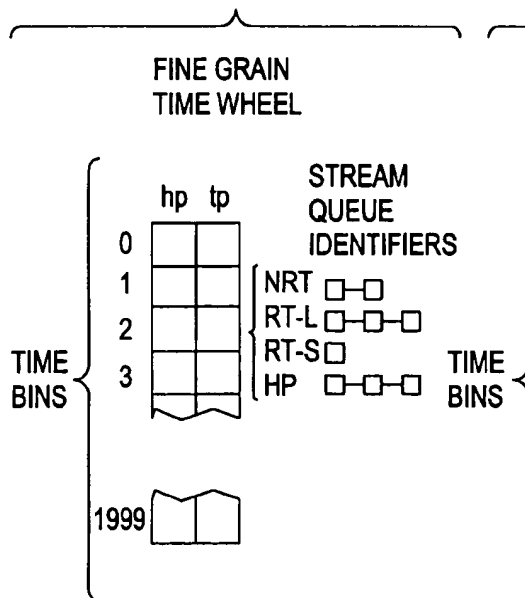 FINE GRAIN
TIME WHEEL
hp tp
STREAM
QUEUE
IDENTIFIERS
0
1
2
3
1999
NRT
RT-L
RT-S
HP
TIME
BINS
TIME
BINS